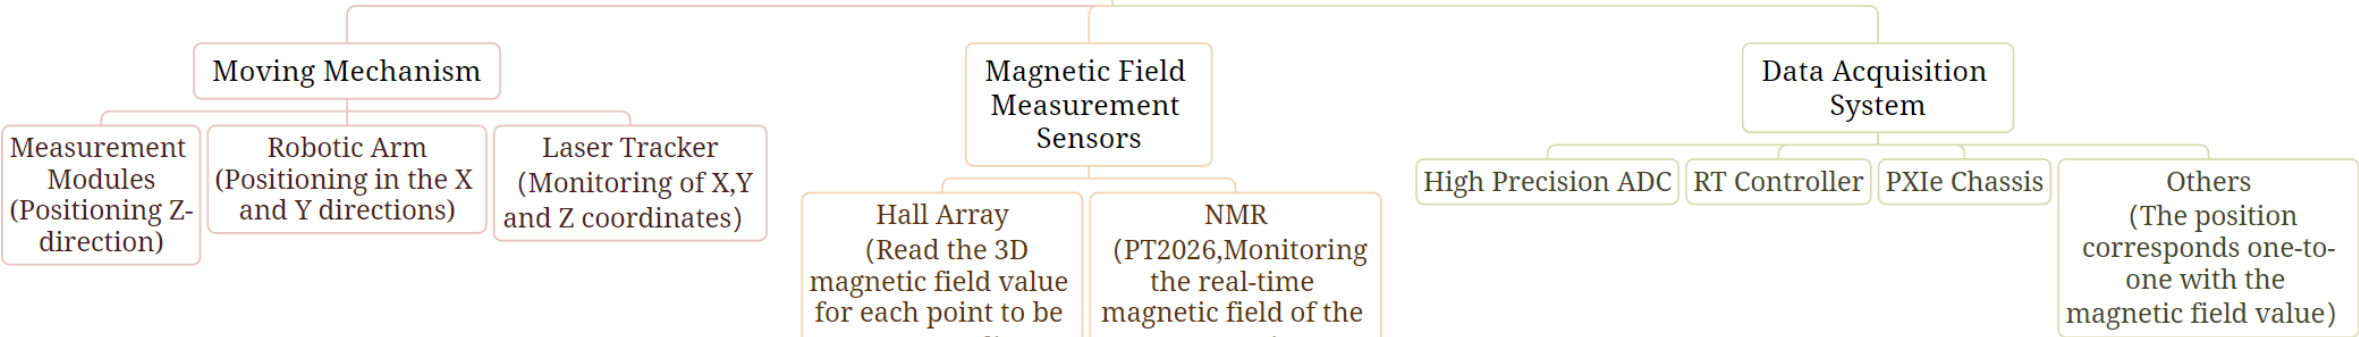 Moving Mechanism
Measurement
Modules
(Positioning Z-
direction)
Robotic Arm
(Positioning in the X
and Y directions)
Laser Tracker
(Monitoring of X,Y
and Z coordinates)
Magnetic Field
Measurement
Sensors
Hall Array
(Read the 3D
magnetic field value
for each point to be
NMR
(PT2026,Monitoring
the real-time
magnetic field of the
Data Acquisition
System
High Precision ADC
RT Controller
PXIe Chassis
Others
(The position
corresponds one-to-
one with the
magnetic field value)